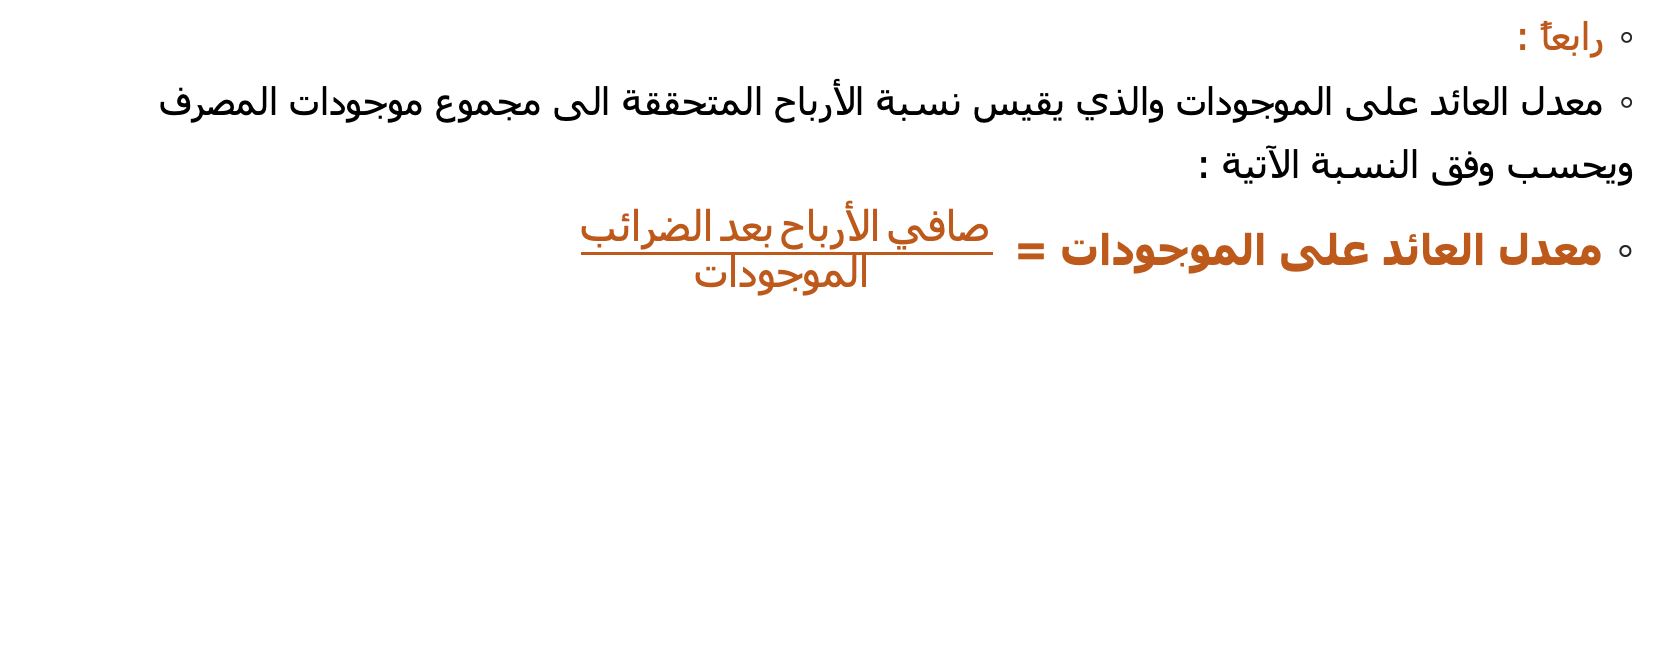 ◦ رابعاً :
◦ معدل العائد على الموجودات والذي يقيس نسبة الأرباح المتحققة الى مجموع موجودات المصرف
ويحسب وفق النسبة الآتية :
◦ معدل العائد على الموجودات = صافي الأرباح بعد الضرائب
الموجودات